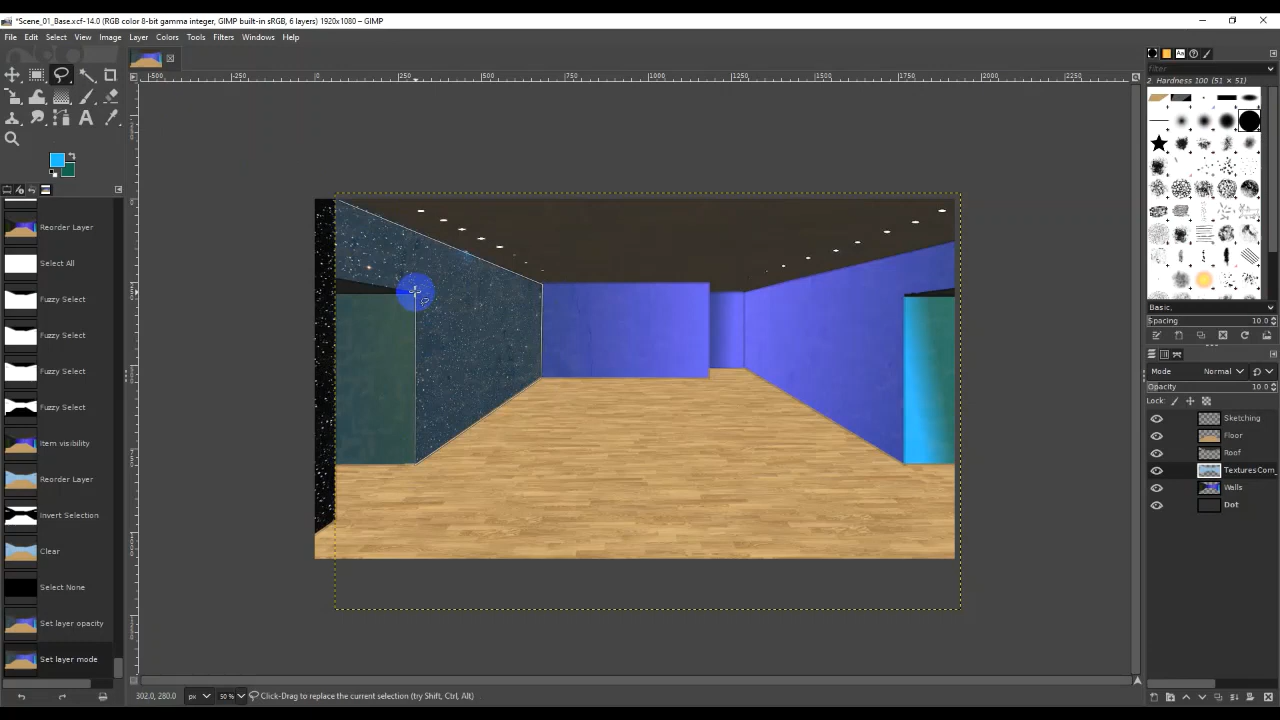 *Scene_01_Base.xcf-14.0 (RGB color 8-bit gamma integer, GIMP built-in sRGB, 6 layers) 1920x1080 – GIMP
File Edit Select View Image Layer Colors Tools Filters Windows Help
filter
2. Hardness 100 (51 × 51)
Reorder Layer
Select All
Fuzzy Select
Fuzzy Select
Fuzzy Select
Fuzzy Select
Item visibility
Reorder Layer
Invert Selection
Clear
Select None
Set layer opacity
Set layer mode
Basic,
Spacing 10.0
Mode Normal
Opacity 10.0
Lock:
Sketching
Floor
Roof
TexturesCom_
Walls
Dot
302.0, 280.0 px 50 % Click-Drag to replace the current selection (try Shift, Ctrl, Alt)